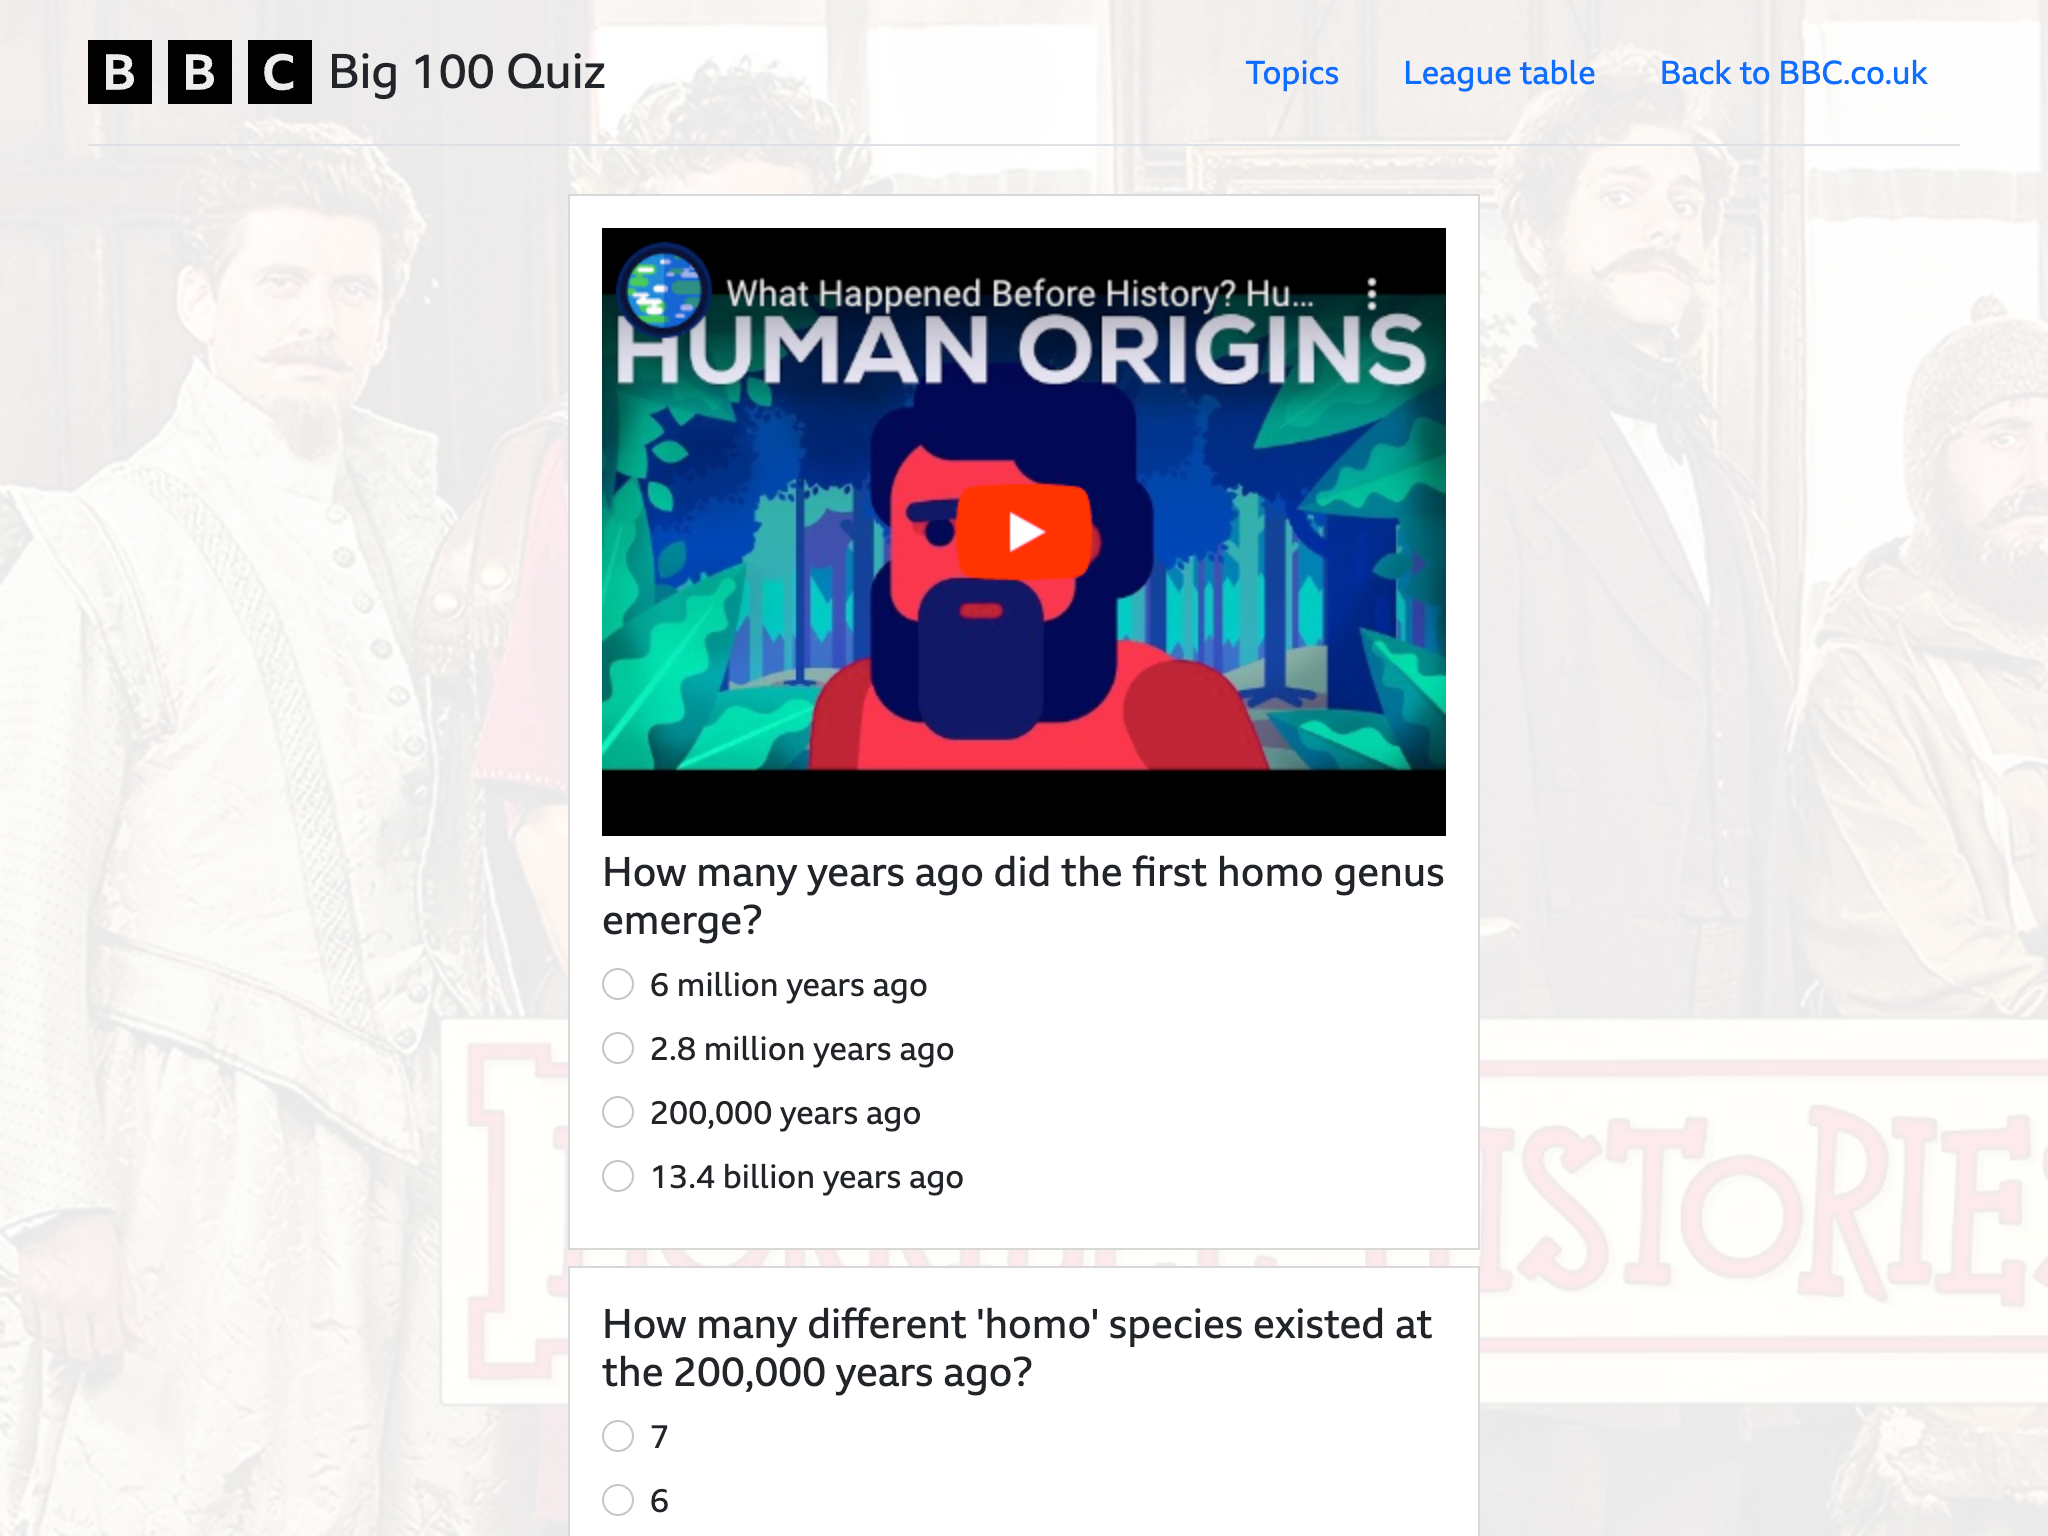 BBC Big 100 Quiz
Topics League table Back to BBC.co.uk
What Happened Before History? Hu...
HUMAN ORIGINS
How many years ago did the first homo genus
emerge?
6 million years ago
2.8 million years ago
200,000 years ago
13.4 billion years ago
How many different 'homo' species existed at
the 200,000 years ago?
7
6